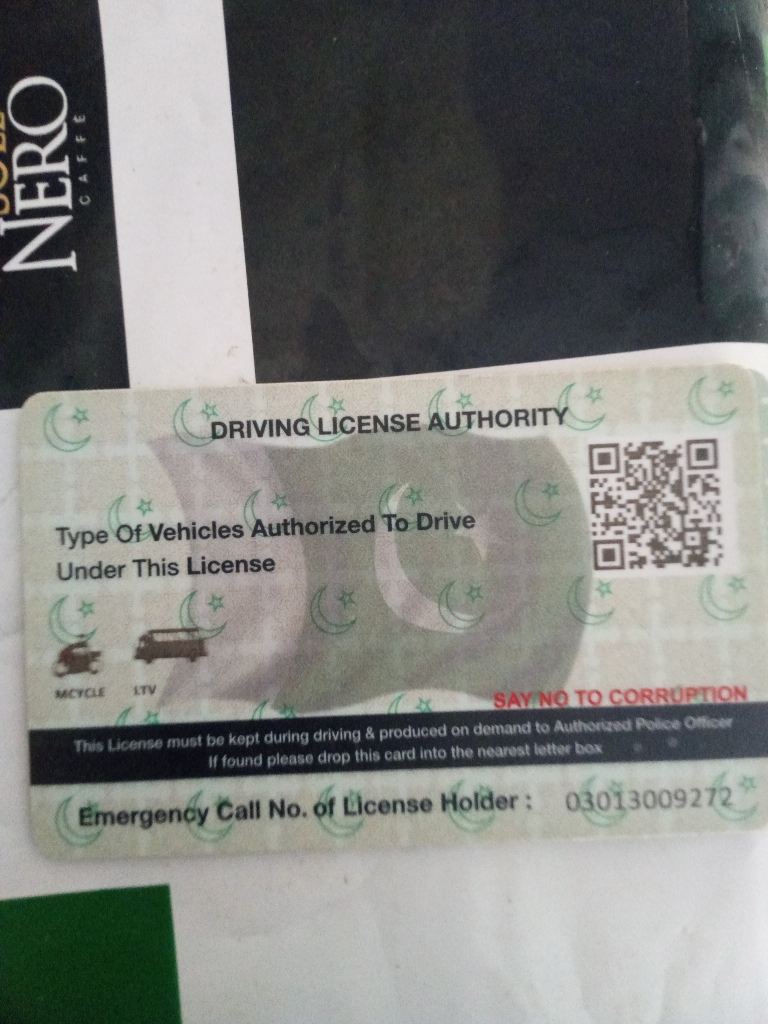 NERO
CAFFÈ
DRIVING LICENSE AUTHORITY
Type Of Vehicles Authorized To Drive
Under This License
MCYCLE LTV
SAY NO TO CORRUPTION
This License must be kept during driving & produced on demand to Authorized Police Officer
If found please drop this card into the nearest letter box
Emergency Call No. of License Holder : 03013009272